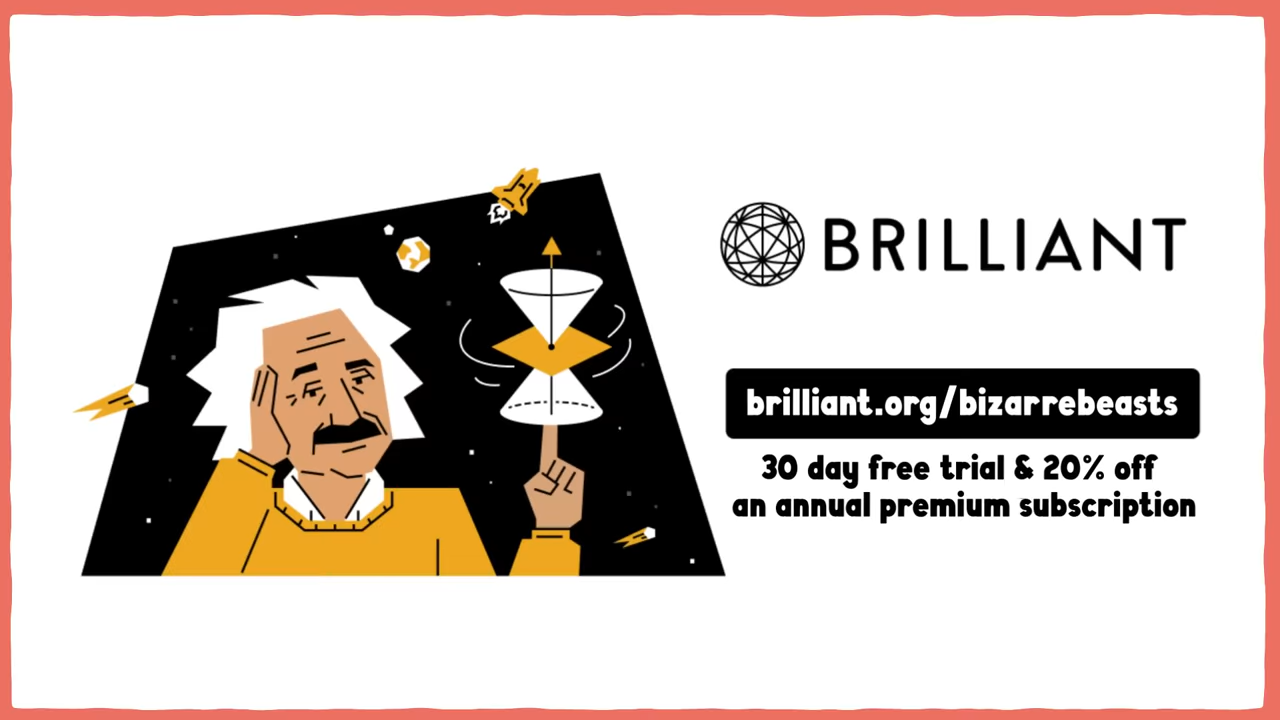 BRILLIANT
brilliant.org/bizarrebeasts
30 day free trial & 20% off
an annual premium subscription